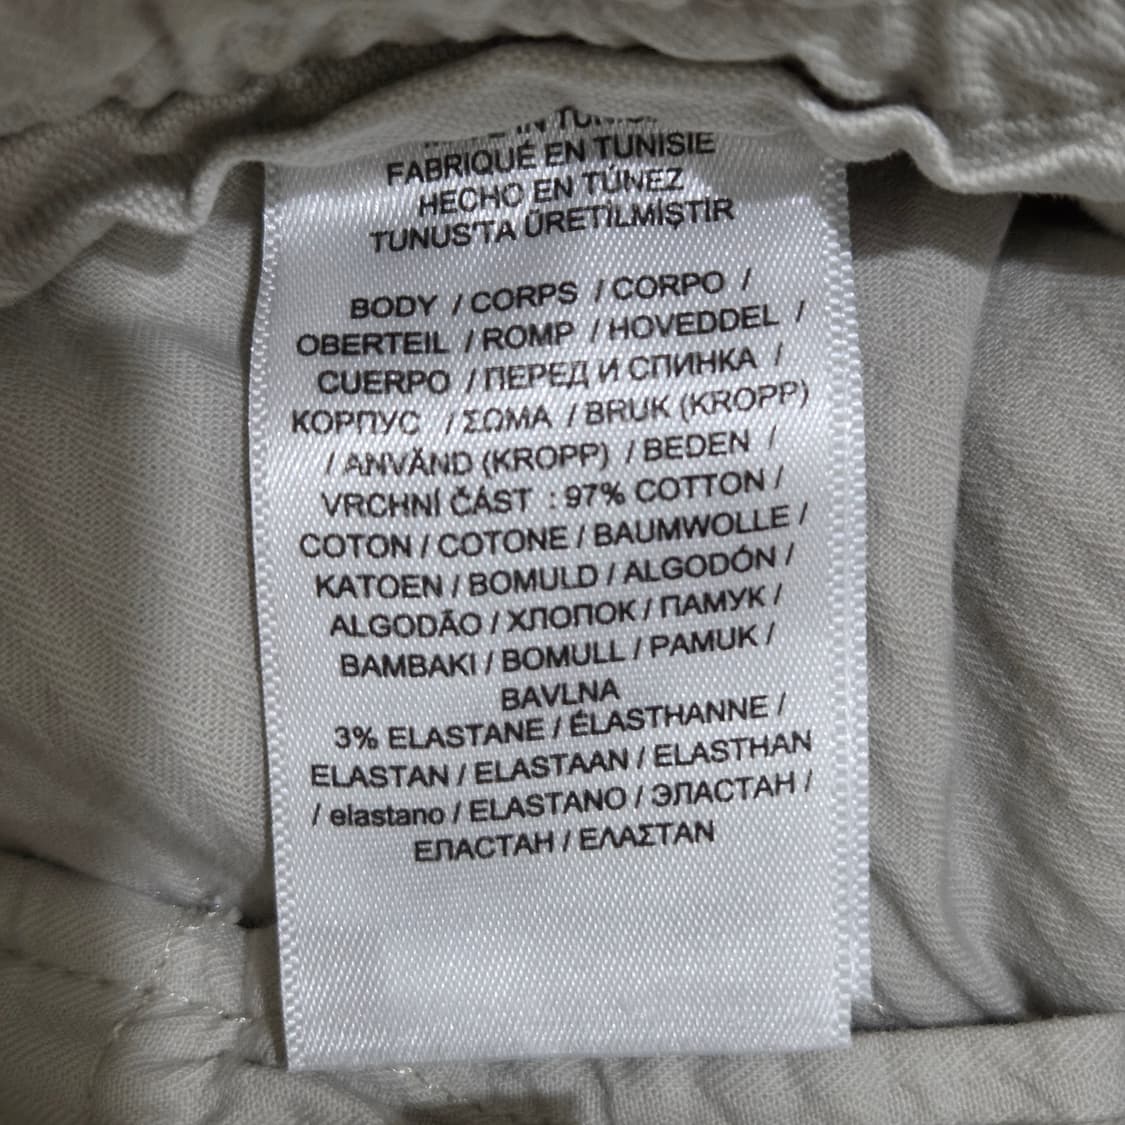 IN TUNISIE
FABRIQUÉ EN TUNISIE
HECHO EN TÚNEZ
TUNUS'TA ÜRETİLMİŞTİR
BODY / CORPS / CORPO /
OBERTEIL / ROMP / HOVEDDEL /
CUERPO / ПЕРЕД И СПИНКА /
КОРПУС / ΣΩΜΑ / BRUK (KROPP)
/ ANVÄND (KROPP) / BEDEN /
VRCHNÍ ČÁST : 97% COTTON /
COTON / COTONE / BAUMWOLLE /
KATOEN / BOMULD / ALGODÓN /
ALGODÃO / ХЛОПОК / ПАМУК /
BAMBAKI / BOMULL / PAMUK /
BAVLNA
3% ELASTANE / ÉLASTHANNE /
ELASTAN / ELASTAAN / ELASTHAN
/ elastano / ELASTANO / ЭЛАСТАН /
ЕЛАСТАН / ΕΛΑΣΤΑΝ